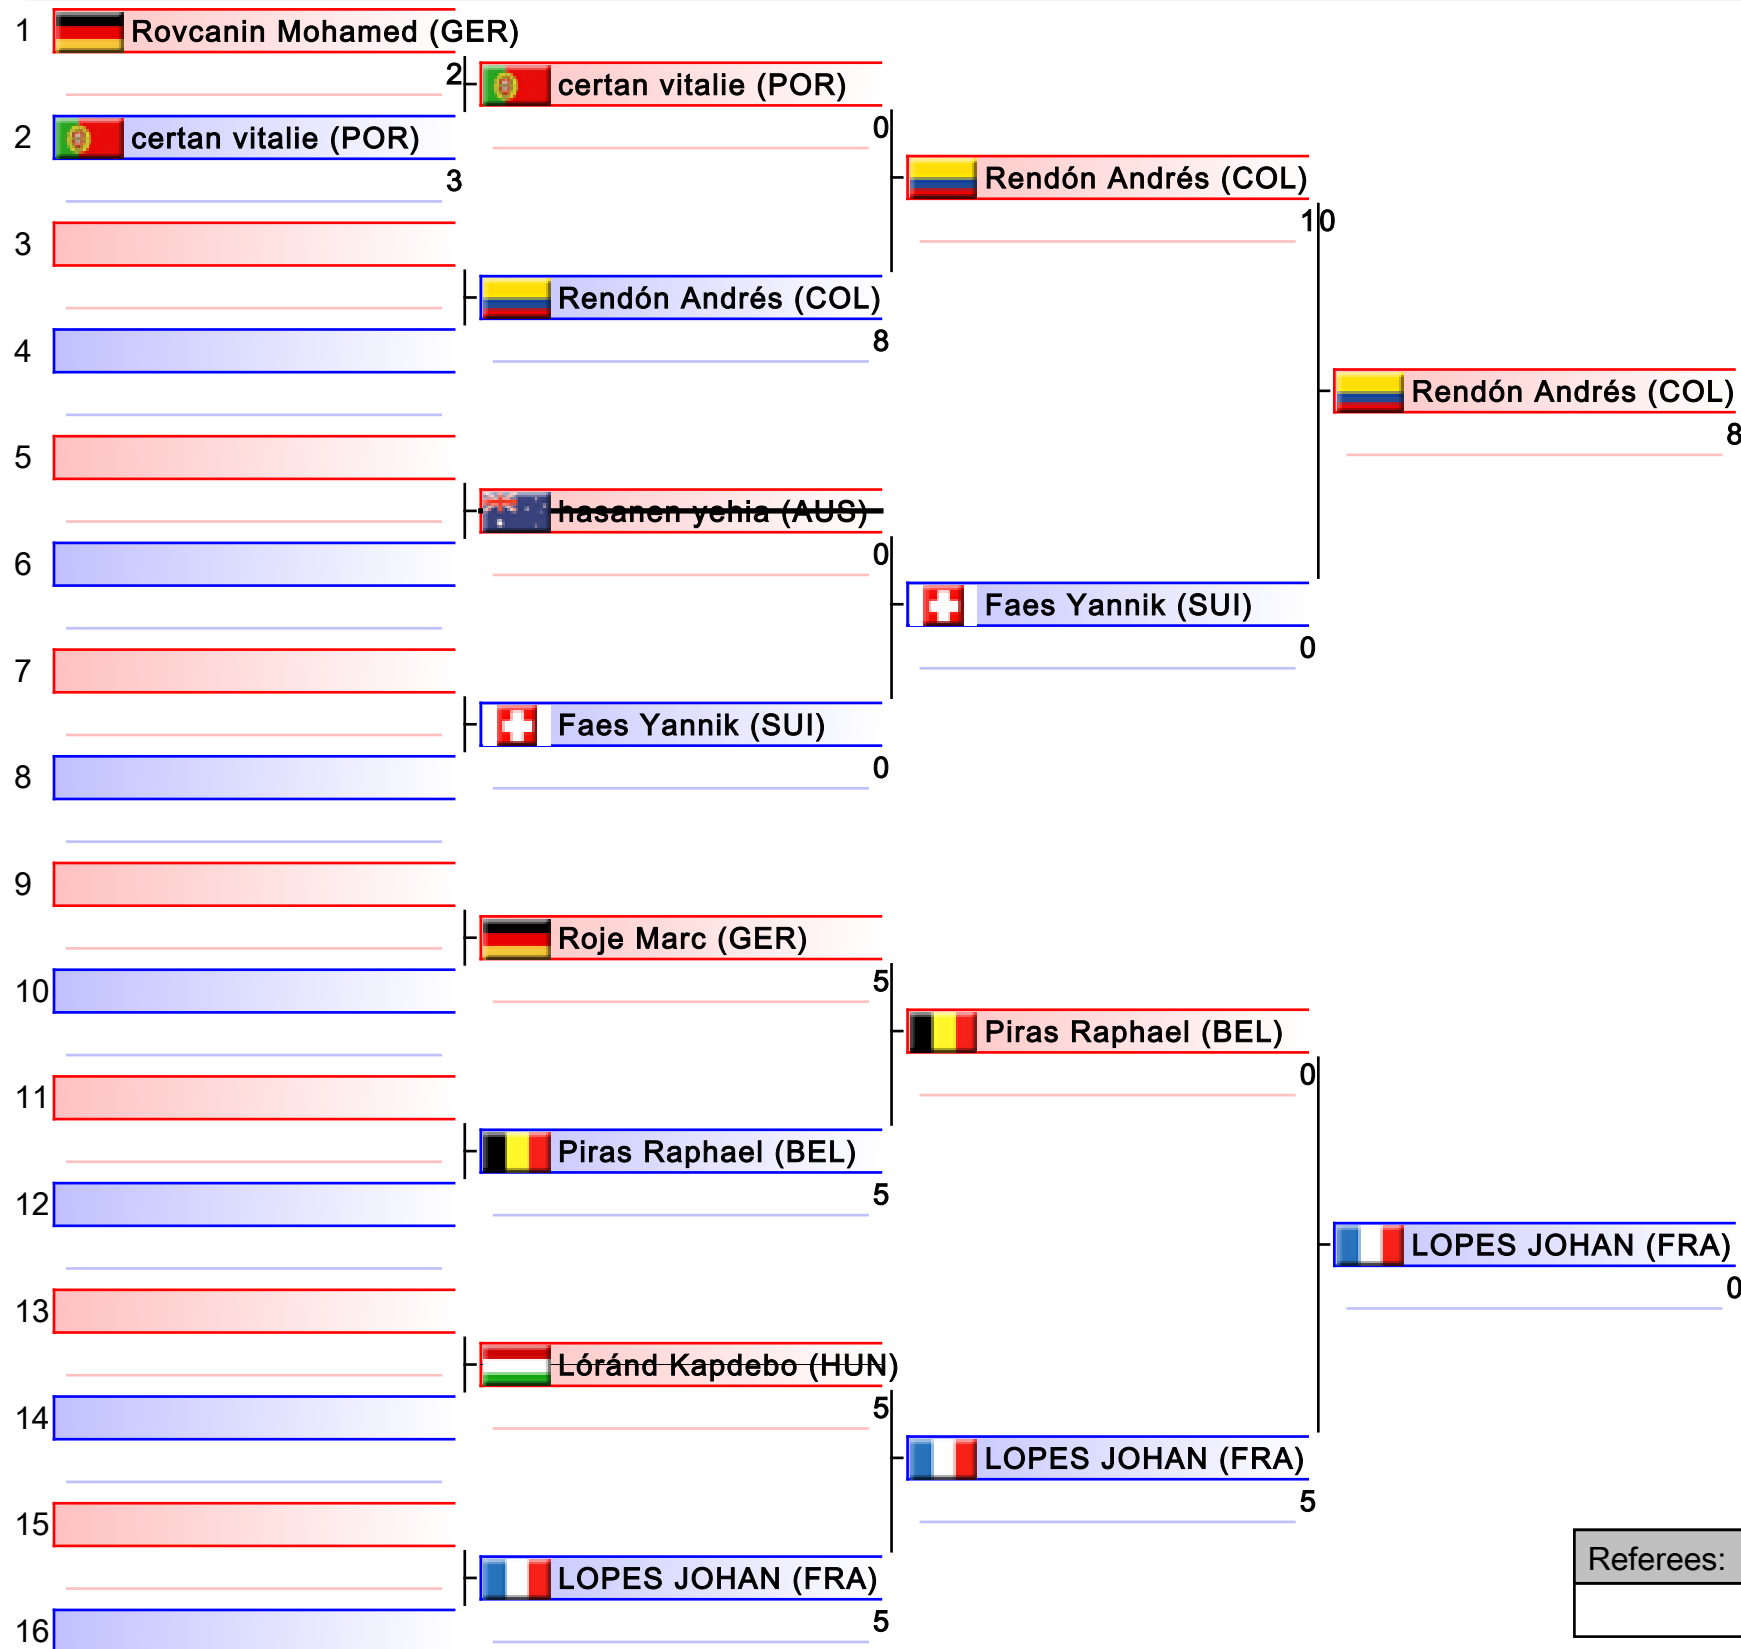 1 Rovcanin Mohamed (GER)
2 certan vitalie (POR)
0
2 certan vitalie (POR)
3
Rendón Andrés (COL)
10
3
Rendón Andrés (COL)
8
4
Rendón Andrés (COL)
8
5
hasanen yehia (AUS)
0
6
Faes Yannik (SUI)
0
7
Faes Yannik (SUI)
0
8
9
Roje Marc (GER)
5
10
Piras Raphael (BEL)
0
11
Piras Raphael (BEL)
5
12
LOPES JOHAN (FRA)
0
13
Lóránd Kapdebo (HUN)
5
14
LOPES JOHAN (FRA)
5
15
Referees:
LOPES JOHAN (FRA)
5
16